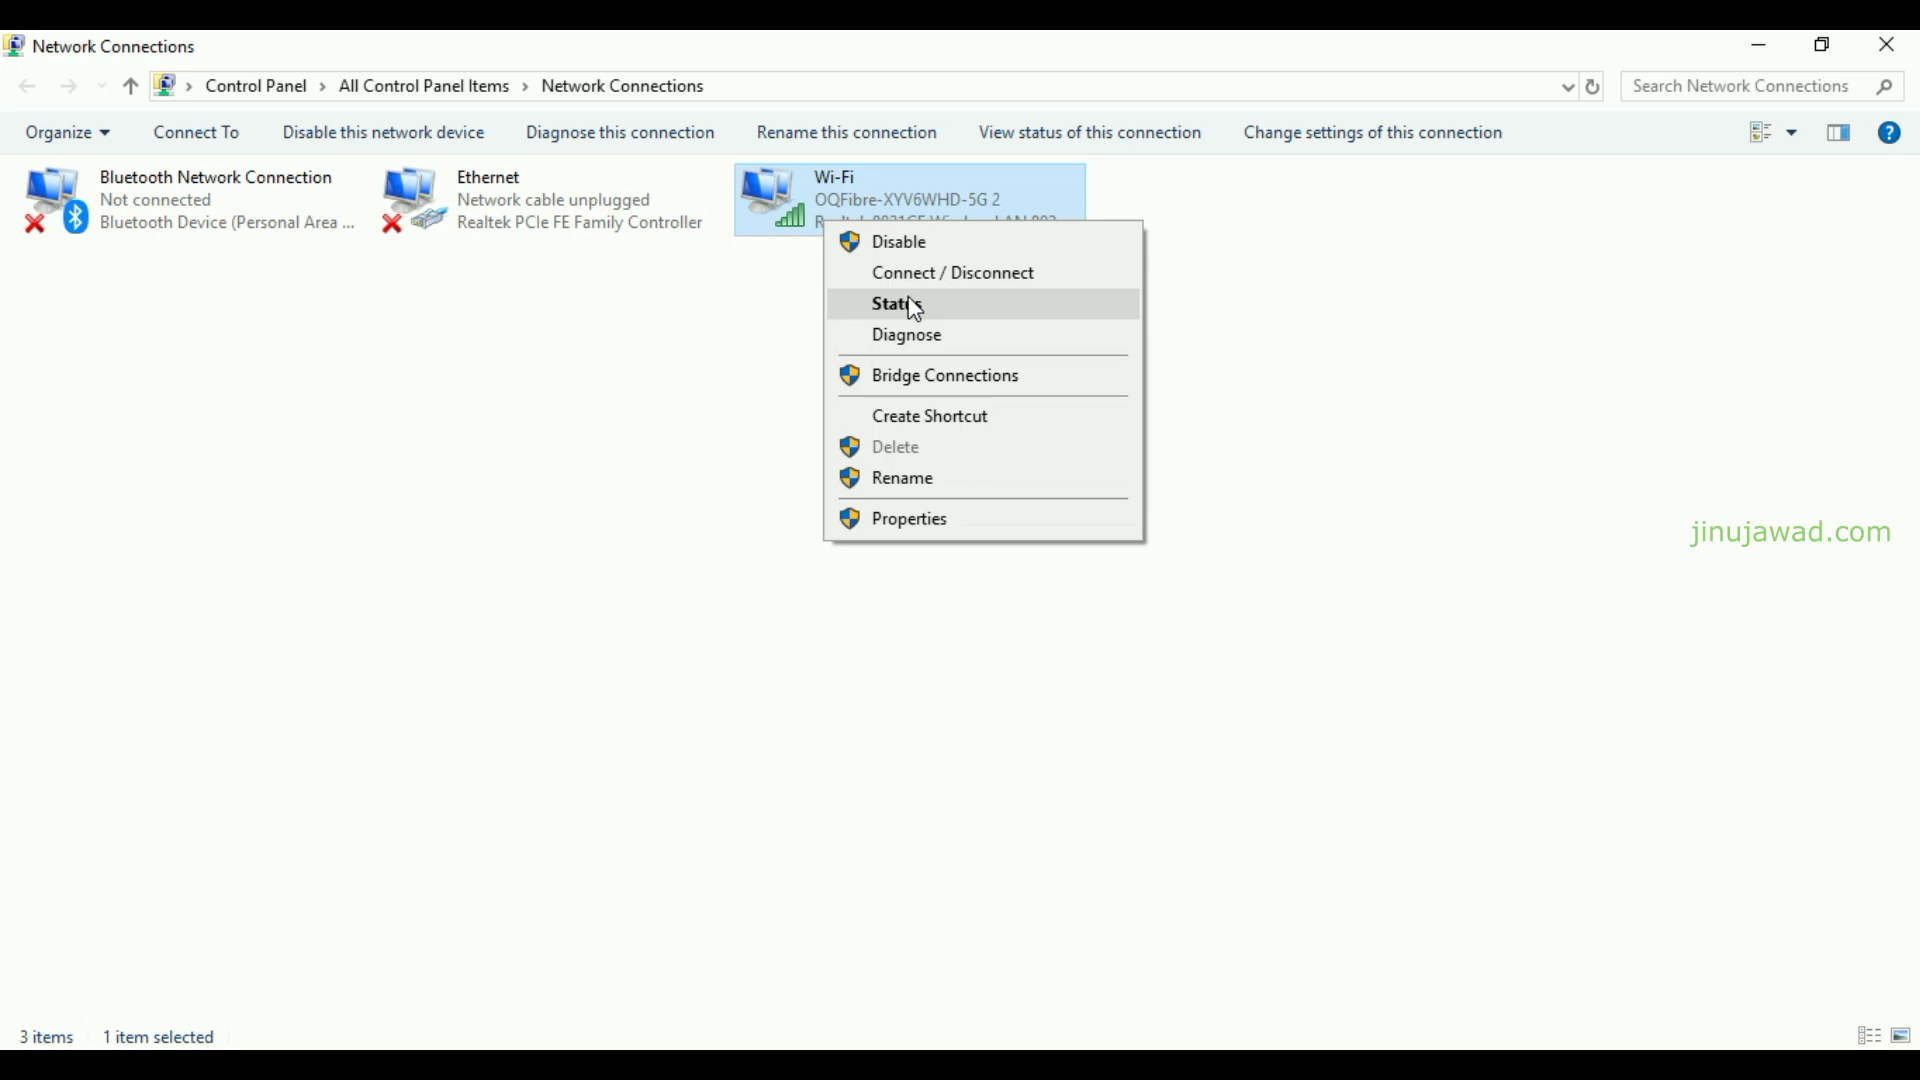 Network Connections
Control Panel › All Control Panel Items › Network Connections
Search Network Connections
Organize Connect To Disable this network device Diagnose this connection Rename this connection View status of this connection Change settings of this connection
Bluetooth Network Connection
Not connected
Bluetooth Device (Personal Area ...
Ethernet
Network cable unplugged
Realtek PCIe FE Family Controller
Wi-Fi
OQFibre-XYV6WHD-5G 2
Disable
Connect / Disconnect
Status
Diagnose
Bridge Connections
Create Shortcut
Delete
Rename
Properties
jinujawad.com
3 items 1 item selected